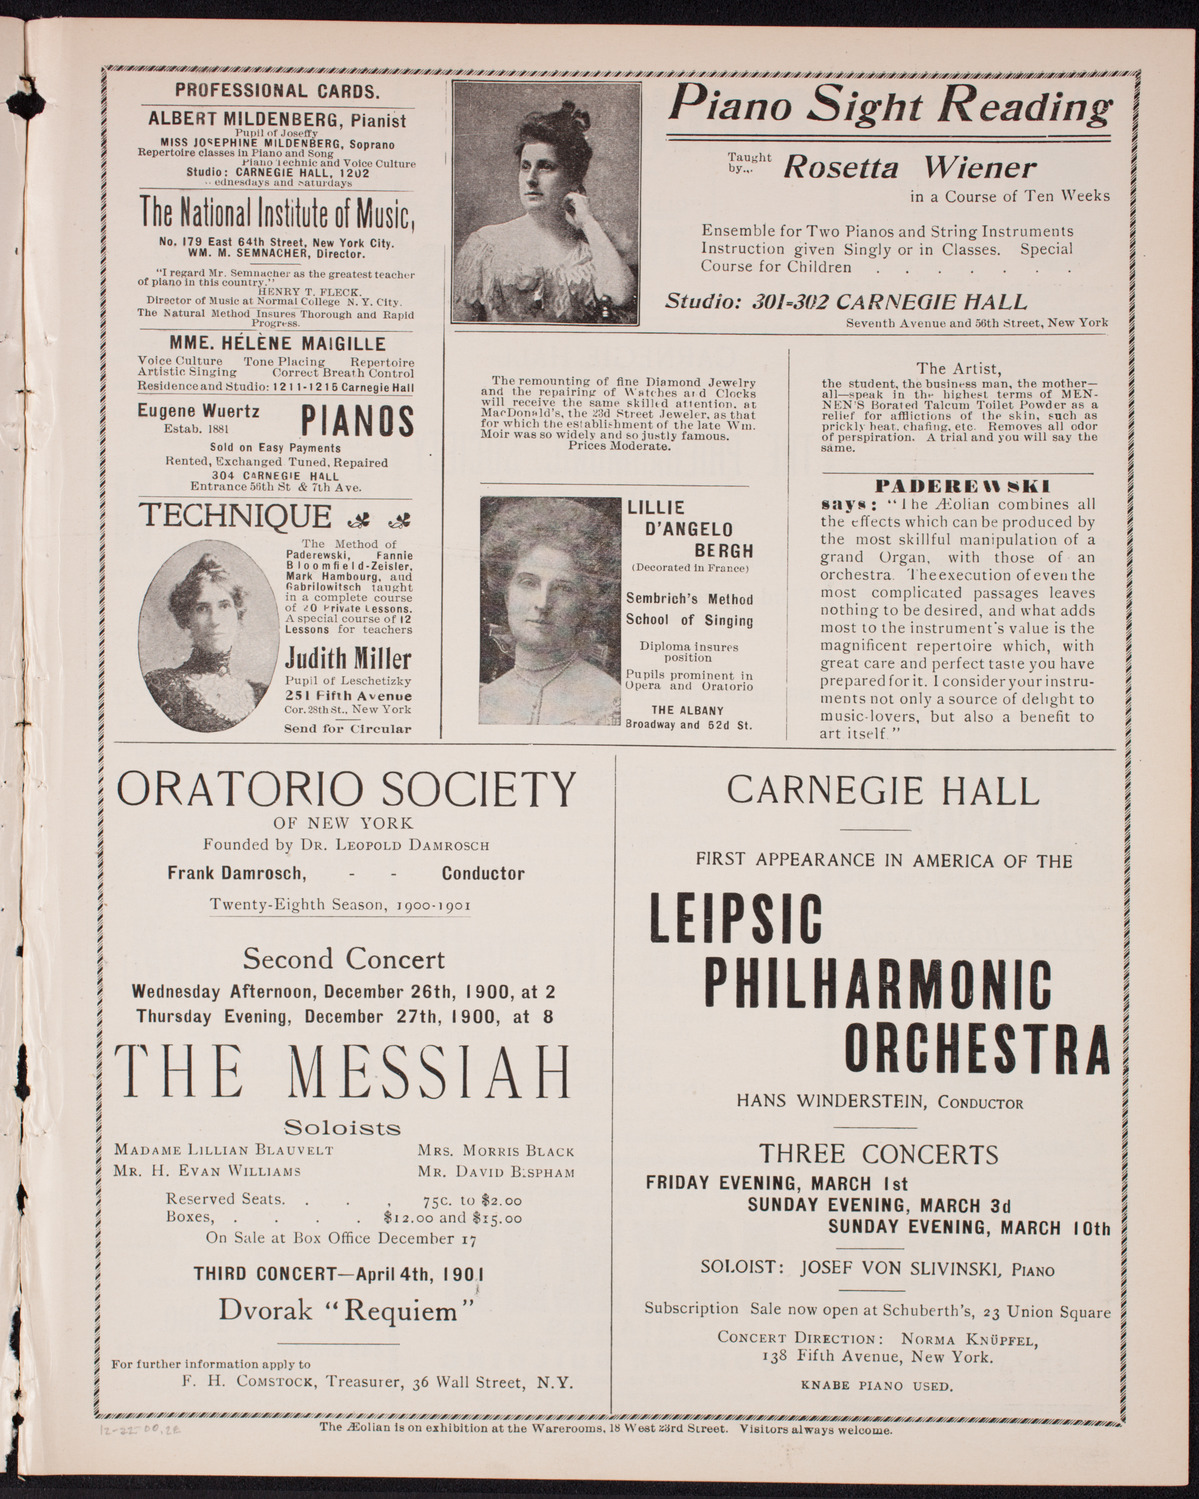 PROFESSIONAL CARDS.
ALBERT MILDENBERG, Pianist
Pupil of Joseffy
MISS JOSEPHINE MILDENBERG, Soprano
Repertoire classes in Piano and Song
Piano Technic and Voice Culture
Studio: CARNEGIE HALL, 1202
ednesdays and Saturdays
The National Institute of Music,
No. 179 East 64th Street, New York City.
WM. M. SEMNACHER, Director.
"I regard Mr. Semnacher as the greatest teacher
of piano in this country."
HENRY T. FLECK.
Director of Music at Normal College N. Y. City.
The Natural Method Insures Thorough and Rapid
Progress.
MME. HÉLÈNE MAIGILLE
Voice Culture Tone Placing Repertoire
Artistic Singing Correct Breath Control
Residence and Studio: 1211-1215 Carnegie Hall
Eugene Wuertz
Estab. 1881
PIANOS
Sold on Easy Payments
Rented, Exchanged Tuned, Repaired
304 CARNEGIE HALL
Entrance 56th St & 7th Ave.
TECHNIQUE
The Method of
Paderewski, Fannie
Bloomfield-Zeisler,
Mark Hambourg, and
Gabrilowitsch taught
in a complete course
of 20 Private Lessons.
A special course of 12
Lessons for teachers
Judith Miller
Pupil of Leschetizky
251 Fifth Avenue
Cor. 28th St., New York
Send for Circular
Piano Sight Reading
Taught
by... Rosetta Wiener
in a Course of Ten Weeks
Ensemble for Two Pianos and String Instruments
Instruction given Singly or in Classes. Special
Course for Children . . . . . . .
Studio: 301-302 CARNEGIE HALL
Seventh Avenue and 56th Street, New York
The remounting of fine Diamond Jewelry
and the repairing of Watches and Clocks
will receive the same skilled attention, at
MacDonald's, the 23d Street Jeweler, as that
for which the establishment of the late Wm.
Moir was so widely and so justly famous.
Prices Moderate.
LILLIE
D'ANGELO
BERGH
(Decorated in France)
Sembrich's Method
School of Singing
Diploma insures
position
Pupils prominent in
Opera and Oratorio
THE ALBANY
Broadway and 52d St.
The Artist,
the student, the business man, the mother—
all—speak in the highest terms of MEN-
NEN'S Borated Talcum Toilet Powder as a
relief for afflictions of the skin, such as
prickly heat, chafing, etc. Removes all odor
of perspiration. A trial and you will say the
same.
PADEREWSKI
says: "The Æolian combines all
the effects which can be produced by
the most skillful manipulation of a
grand Organ, with those of an
orchestra. The execution of even the
most complicated passages leaves
nothing to be desired, and what adds
most to the instrument's value is the
magnificent repertoire which, with
great care and perfect taste you have
prepared for it. I consider your instru-
ments not only a source of delight to
music-lovers, but also a benefit to
art itself."
ORATORIO SOCIETY
OF NEW YORK
Founded by DR. LEOPOLD DAMROSCH
Frank Damrosch, - - Conductor
Twenty-Eighth Season, 1900-1901
Second Concert
Wednesday Afternoon, December 26th, 1900, at 2
Thursday Evening, December 27th, 1900, at 8
THE MESSIAH
Soloists
MADAME LILLIAN BLAUVELT MRS. MORRIS BLACK
MR. H. EVAN WILLIAMS MR. DAVID BISPHAM
Reserved Seats. . . , 75c. to $2.00
Boxes, . . . . $12.00 and $15.00
On Sale at Box Office December 17
THIRD CONCERT—April 4th, 1901
Dvorak "Requiem"
For further information apply to
F. H. COMSTOCK, Treasurer, 36 Wall Street, N.Y.
CARNEGIE HALL
FIRST APPEARANCE IN AMERICA OF THE
LEIPSIC
PHILHARMONIC
ORCHESTRA
HANS WINDERSTEIN, CONDUCTOR
THREE CONCERTS
FRIDAY EVENING, MARCH 1st
SUNDAY EVENING, MARCH 3d
SUNDAY EVENING, MARCH 10th
SOLOIST: JOSEF VON SLIVINSKI, PIANO
Subscription Sale now open at Schuberth's, 23 Union Square
CONCERT DIRECTION: NORMA KNÜPFEL,
138 Fifth Avenue, New York.
KNABE PIANO USED.
The Æolian is on exhibition at the Warerooms, 18 West 23rd Street. Visitors always welcome.
12-22-00, 2E